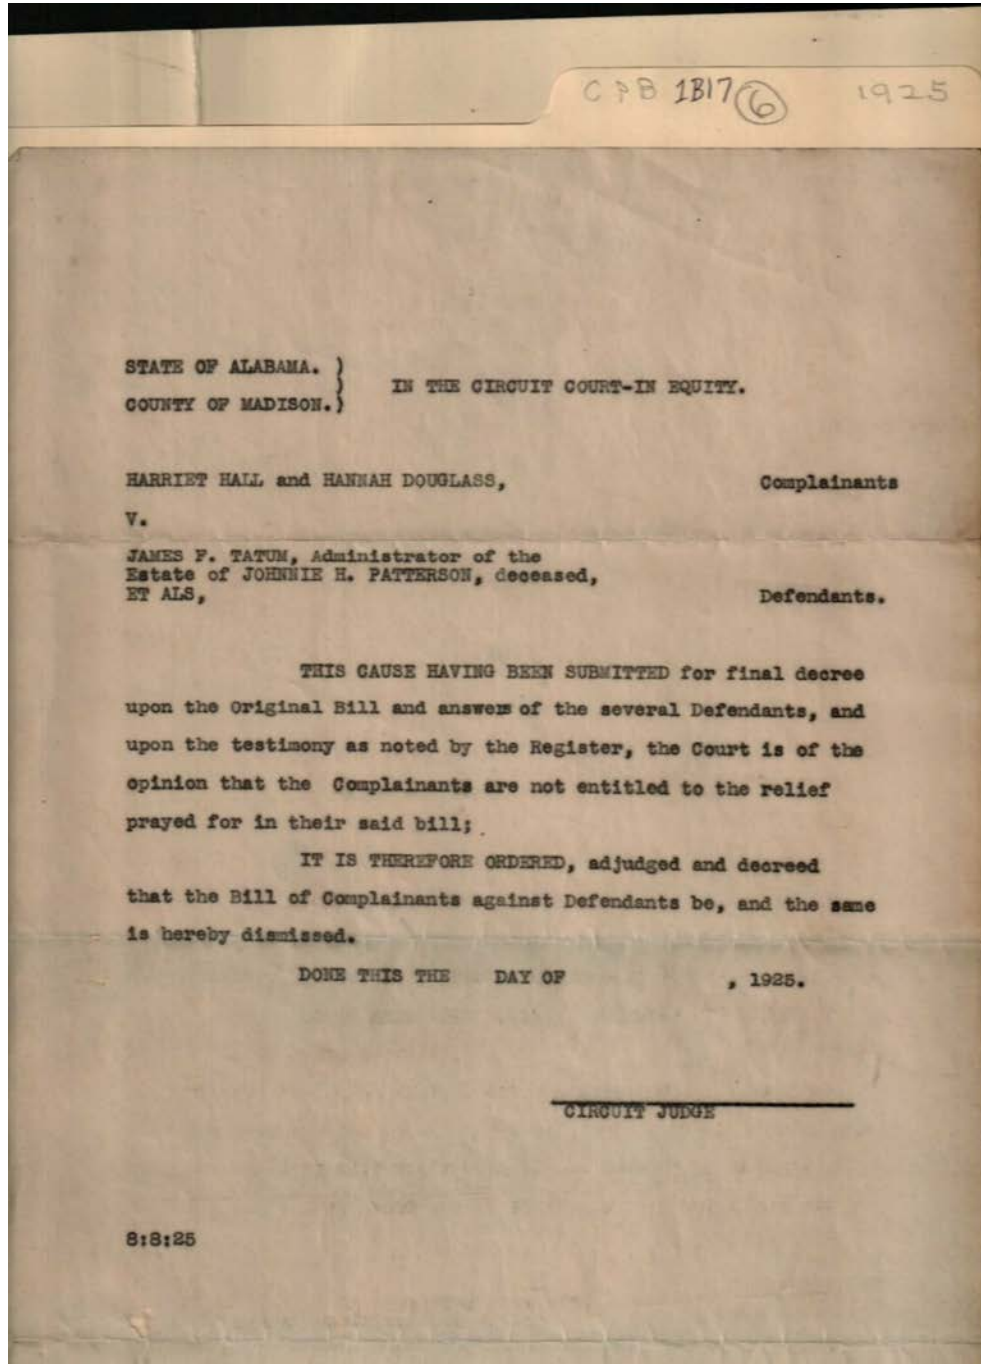 CPB 1B17 6 1925
STATE OF ALABAMA. )
)
COUNTY OF MADISON. )
IN THE CIRCUIT COURT-IN EQUITY.
HARRIET HALL and HANNAH DOUGLASS, Complainants
V.
JAMES F. TATUM, Administrator of the
Estate of JOHNNIE H. PATTERSON, deceased,
ET ALS, Defendants.
THIS CAUSE HAVING BEEN SUBMITTED for final decree
upon the Original Bill and answers of the several Defendants, and
upon the testimony as noted by the Register, the Court is of the
opinion that the Complainants are not entitled to the relief
prayed for in their said bill;
IT IS THEREFORE ORDERED, adjudged and decreed
that the Bill of Complainants against Defendants be, and the same
is hereby dismissed.
DONE THIS THE DAY OF , 1925.
CIRCUIT JUDGE
8:8:25